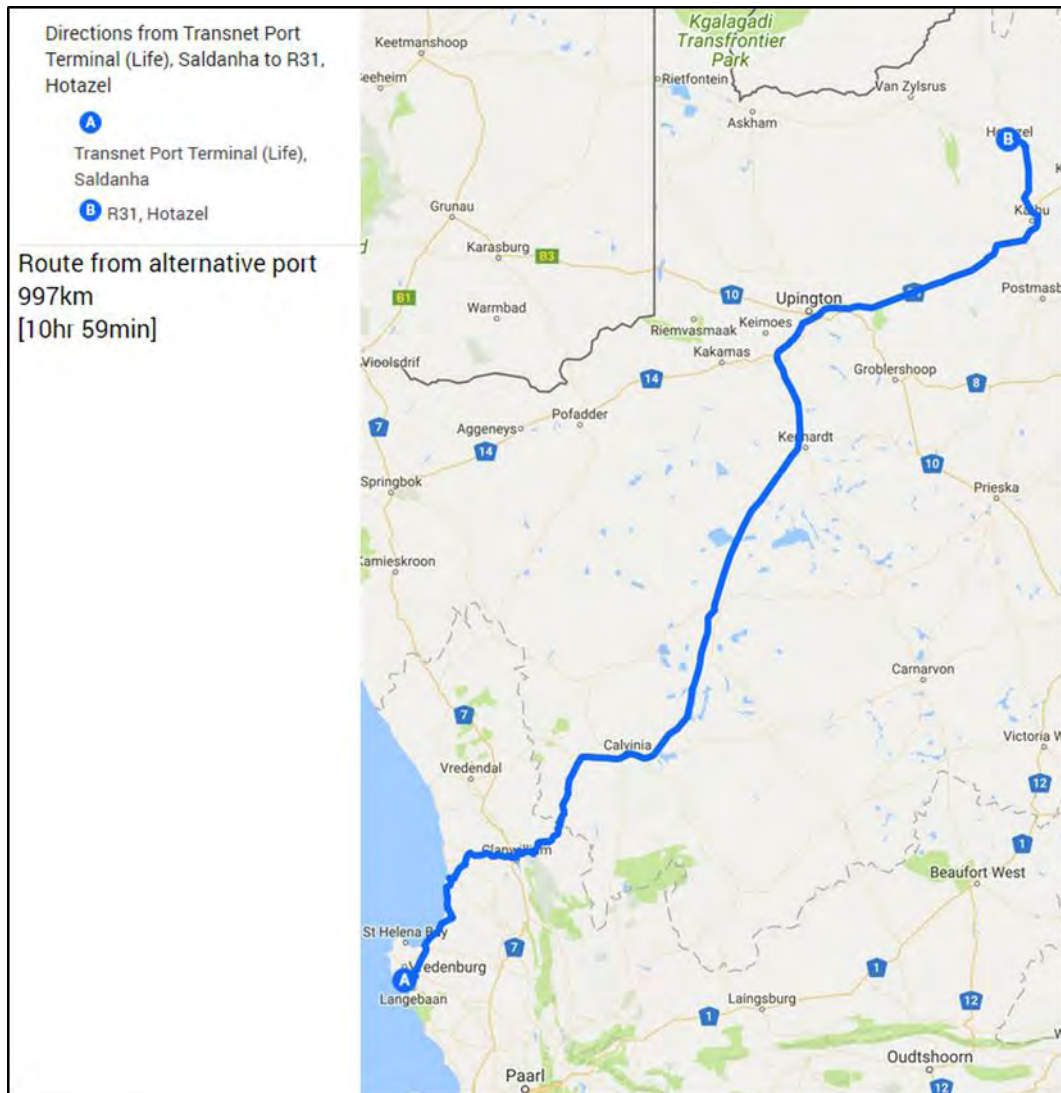 Directions from Transnet Port
Terminal (Life), Saldanha to R31,
Hotazel
A
Transnet Port Terminal (Life),
Saldanha
B R31, Hotazel
Route from alternative port
997km
[10hr 59min]
Kgalagadi
Transfrontier
Park
Keetmanshoop
Rietfontein
Van Zylsrus
Askham
B
Grunau
Karasburg
B3
B1
Warmbad
10
Upington
Postmasb
Riemvasmaak
Keimoes
Kakamas
Groblershoop
14
8
Pofadder
7
Aggeneys
14
Kenhardt
10
Springbok
Prieska
Carnarvon
7
Calvinia
Victoria W
Vredendal
12
1
Beaufort West
St Helena Bay
7
Vredenburg
A
1
Langebaan
Laingsburg
12
1
Oudtshoorn
Paarl
12